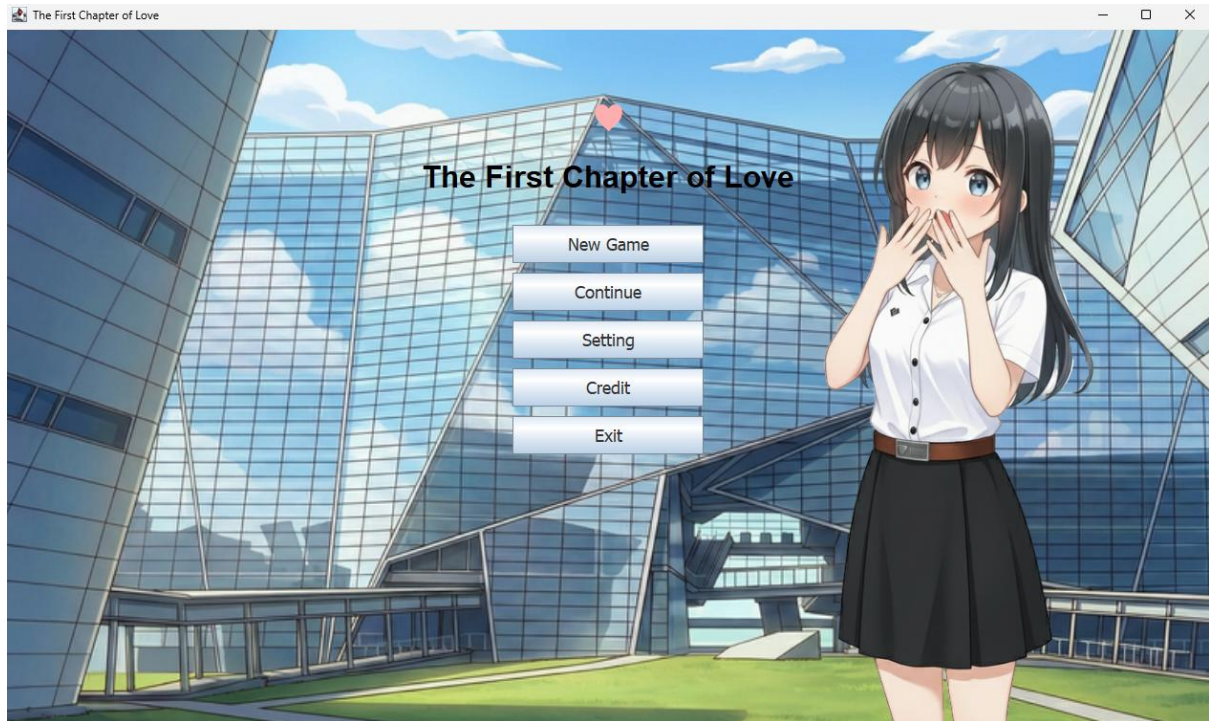 The First Chapter of Love
The First Chapter of Love
New Game
Continue
Setting
Credit
Exit